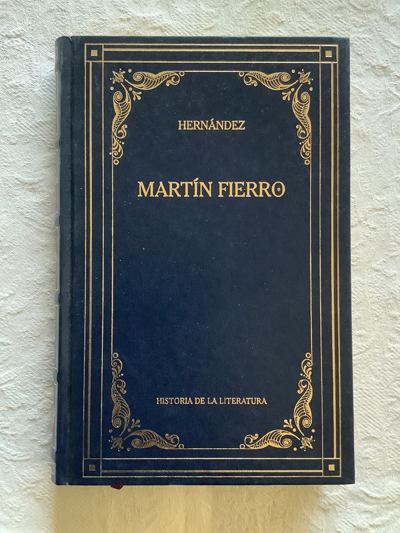 HERNÁNDEZ
MARTÍN FIERRO
HISTORIA DE LA LITERATURA